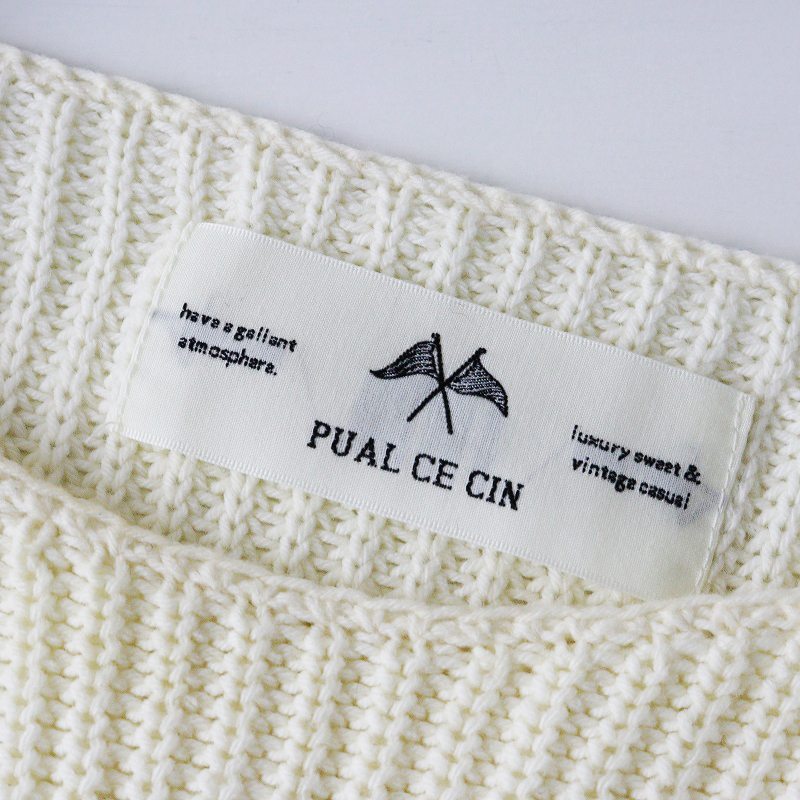 have a gallant
atmosphere.
PUAL CE CIN
luxury sweet &
vintage casual